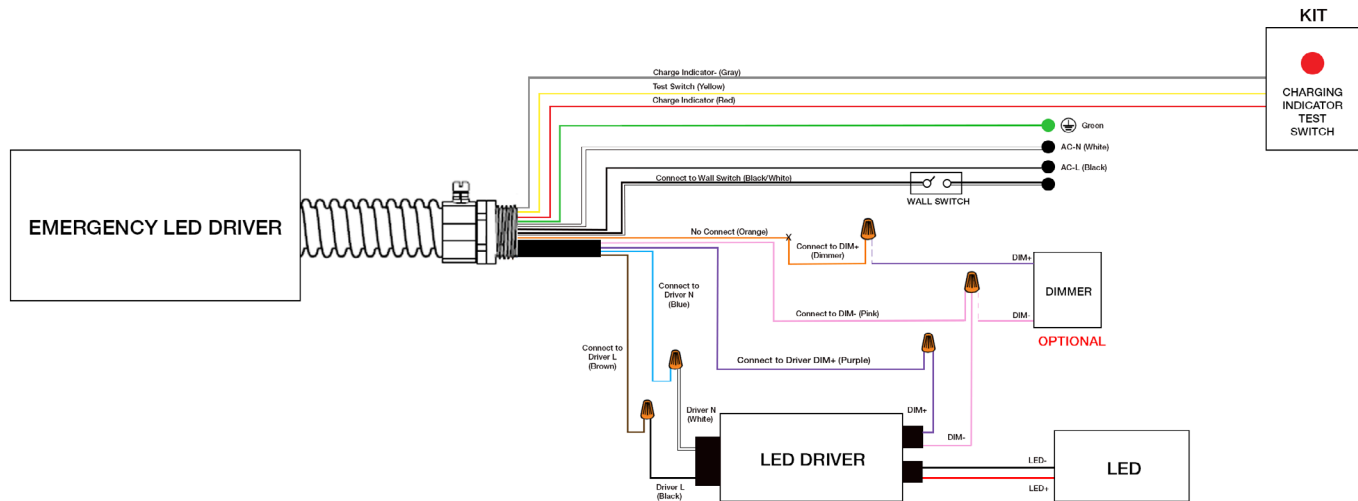 KIT
Charge Indicator- (Gray)
Test Switch (Yellow)
Charge Indicator (Red)
CHARGING
INDICATOR
TEST
SWITCH
Green
AC-N (White)
AC-L (Black)
Connect to Wall Switch (Black/White)
WALL SWITCH
EMERGENCY LED DRIVER
No Connect (Orange)
X
Connect to DIM+
(Dimmer)
DIM+
DIMMER
DIM-
OPTIONAL
Connect to
Driver N
(Blue)
Connect to DIM- (Pink)
Connect to
Driver L
(Brown)
Connect to Driver DIM+ (Purple)
Driver N
(White)
DIM+
DIM-
LED DRIVER
Driver L
(Black)
LED-
LED+
LED